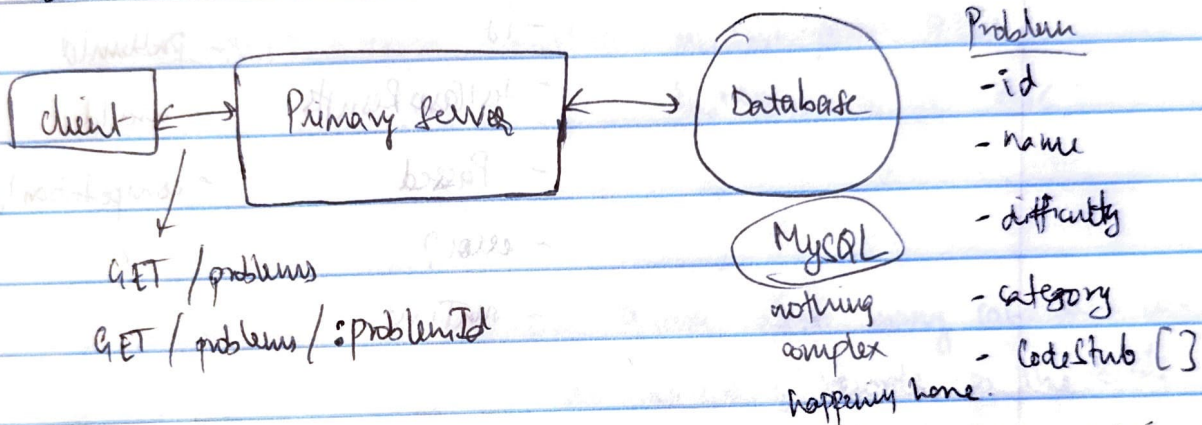 client
Primary Server
Database
GET /problems
GET /problems/:problemId
MySQL
nothing
complex
happening here.
Problem
- id
- name
- difficulty
- category
- CodeStub []